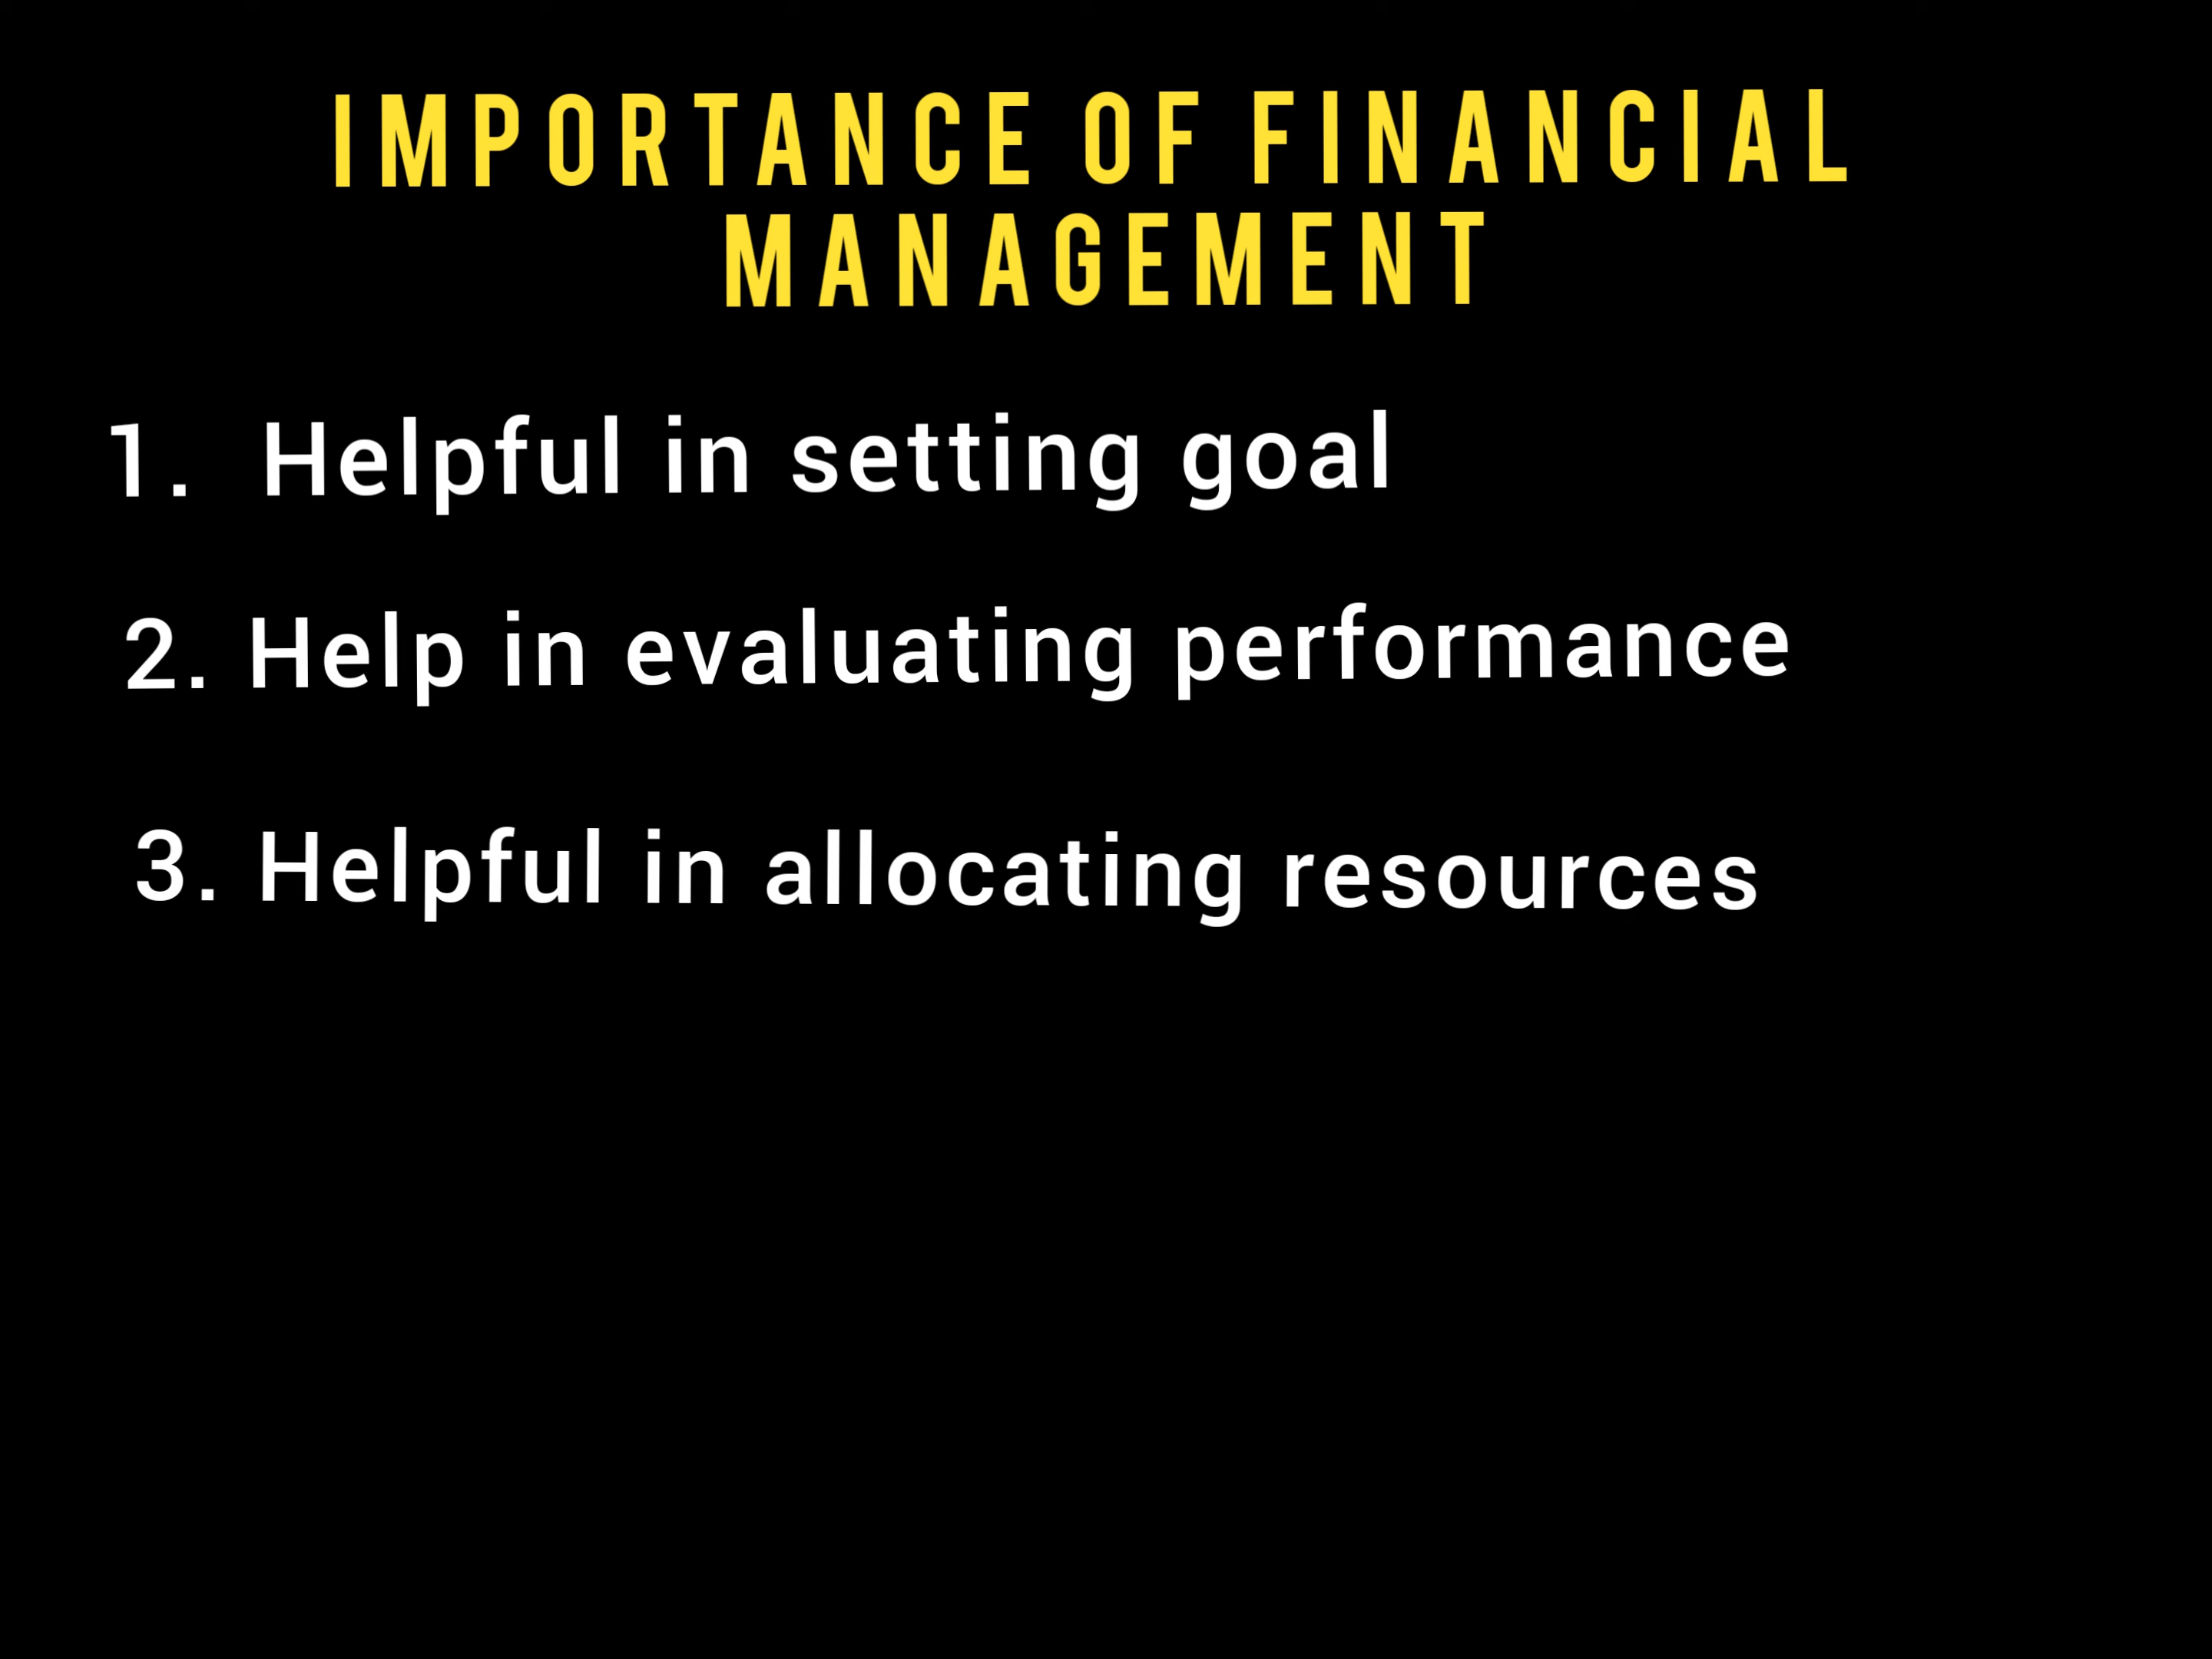 IMPORTANCE OF FINANCIAL
MANAGEMENT
1. Helpful in setting goal
2. Help in evaluating performance
3. Helpful in allocating resources